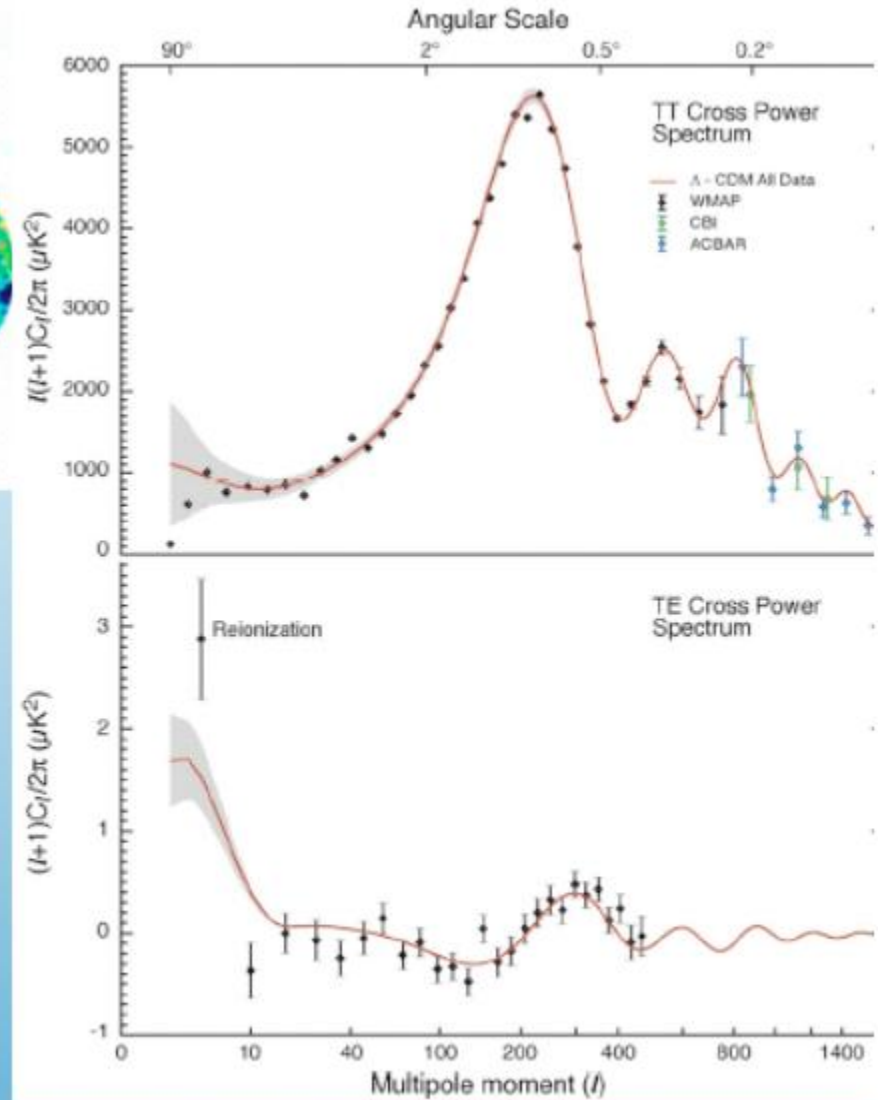 Angular Scale
90° 2° 0.5° 0.2°
6000
5000
4000
3000
2000
1000
0
l(l+1)Cl/2π (μK²)
TT Cross Power
Spectrum
Λ - CDM All Data
WMAP
CBI
ACBAR
3
2
1
0
-1
(l+1)Cl/2π (μK²)
Reionization
TE Cross Power
Spectrum
0 10 40 100 200 400 800 1400
Multipole moment (l)